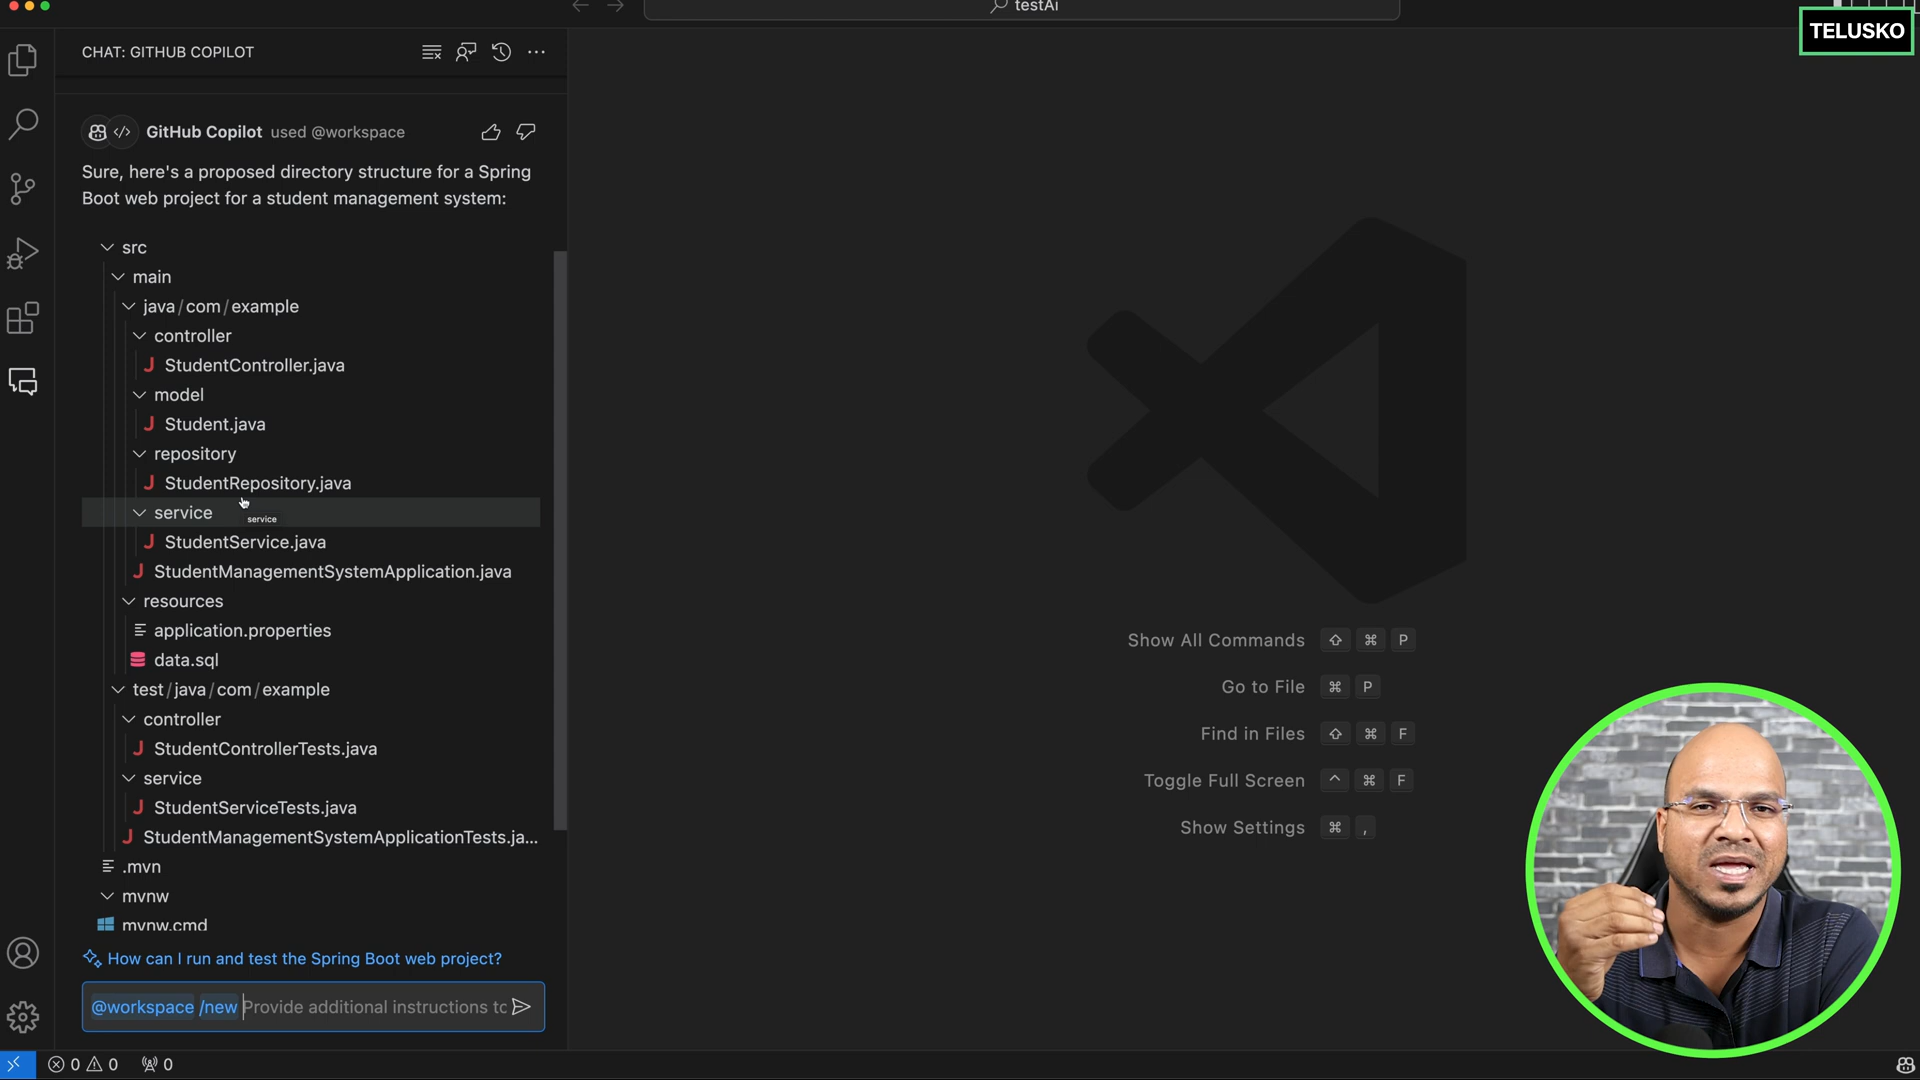 testAi
TELUSKO
CHAT: GITHUB COPILOT
GitHub Copilot used @workspace
Sure, here's a proposed directory structure for a Spring
Boot web project for a student management system:
src
main
java/com/example
controller
StudentController.java
model
Student.java
repository
StudentRepository.java
service
service
StudentService.java
StudentManagementSystemApplication.java
resources
application.properties
data.sql
test/java/com/example
controller
StudentControllerTests.java
service
StudentServiceTests.java
StudentManagementSystemApplicationTests.ja...
.mvn
mvnw
mvnw.cmd
How can I run and test the Spring Boot web project?
@workspace /new Provide additional instructions to
Show All Commands ⇧ ⌘ P
Go to File ⌘ P
Find in Files ⇧ ⌘ F
Toggle Full Screen ^ ⌘ F
Show Settings ⌘ ,
0 0 0